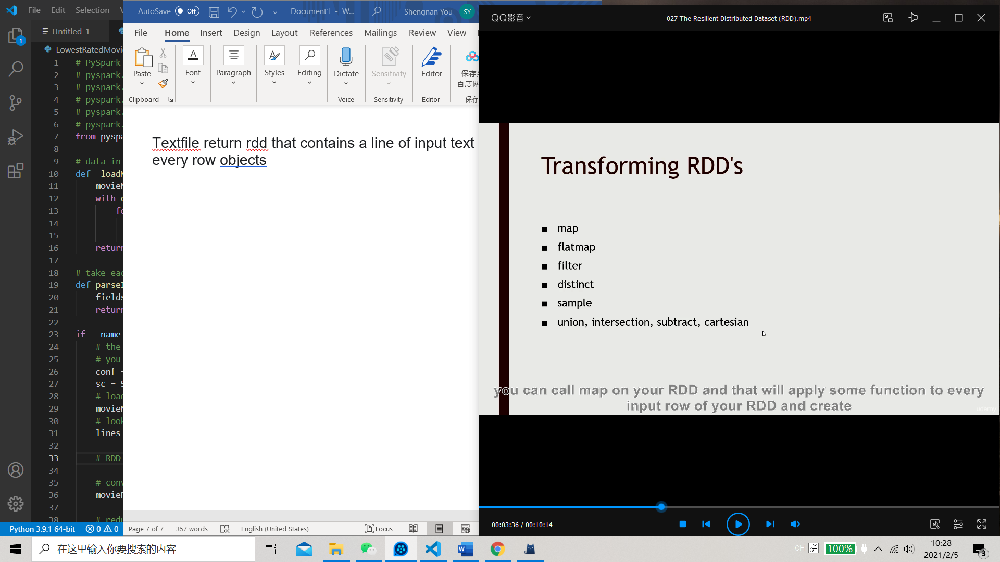 File Edit Selection
Untitled-1
LowestRatedMovi
1 # PySpark
2 # pyspark.
3 # pyspark.
4 # pyspark.
5 # pyspark.
6 # pyspark.
7 from pyspa
8
9 # data in
10 def loadM
11 movieN
12 with o
13 fo
14
15
16 return
17
18 # take eac
19 def parseI
20 fields
21 return
22
23 if __name_
24 # the
25 # you
26 conf =
27 sc = S
28 # load
29 movieN
30 # look
31 lines
32
33 # RDD
34
35 # conv
36 movieR
37
38 # redu
Python 3.9.1 64-bit 0 0
AutoSave Off Document1 - W... Shengnan You SY
File Home Insert Design Layout References Mailings Review View
Paste Font Paragraph Styles Editing Dictate Sensitivity Editor 保存到
百度网
Clipboard Voice Sensitivity Editor 保存
Textfile return rdd that contains a line of input text
every row objects
Page 7 of 7 357 words English (United States) Focus
QQ影音 027 The Resilient Distributed Dataset (RDD).mp4
Transforming RDD's
■ map
■ flatmap
■ filter
■ distinct
■ sample
■ union, intersection, subtract, cartesian
you can call map on your RDD and that will apply some function to every
input row of your RDD and create
udemy
00:03:36 / 00:10:14
在这里输入你要搜索的内容
CH 拼 100% 10:28
2021/2/5 3